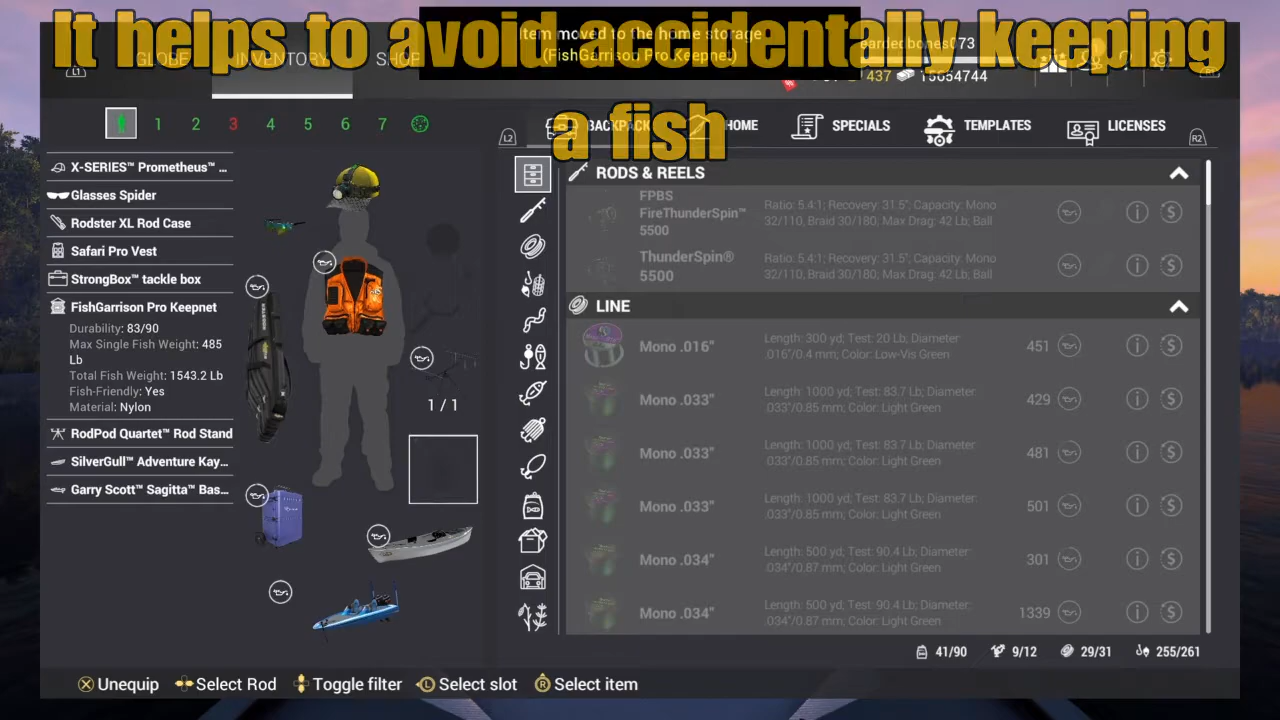 It helps to avoid accidentally keeping
a fish
Item moved to the home storage
(FishGarrison Pro Keepnet)
GLOBE
INVENTORY
SHOP
437
15654744
L1
1
2
3
4
5
6
7
L2
BACKPACK
HOME
SPECIALS
TEMPLATES
LICENSES
R2
X-SERIES™ Prometheus™ ...
Glasses Spider
Rodster XL Rod Case
Safari Pro Vest
StrongBox™ tackle box
FishGarrison Pro Keepnet
Durability: 83/90
Max Single Fish Weight: 485
Lb
Total Fish Weight: 1543.2 Lb
Fish-Friendly: Yes
Material: Nylon
RodPod Quartet™ Rod Stand
SilverGull™ Adventure Kay...
Garry Scott™ Sagitta™ Bas...
1 / 1
RODS & REELS
FPBS
FireThunderSpin™
5500
Ratio: 5.4:1; Recovery: 31.5"; Capacity: Mono
32/110, Braid 30/180; Max Drag: 42 Lb; Ball
ThunderSpin®
5500
Ratio: 5.4:1; Recovery: 31.5"; Capacity: Mono
32/110, Braid 30/180; Max Drag: 42 Lb; Ball
LINE
Mono .016"
Length: 300 yd; Test: 20 Lb; Diameter:
.016"/0.4 mm; Color: Low-Vis Green
451
Mono .033"
Length: 1000 yd; Test: 83.7 Lb; Diameter:
.033"/0.85 mm; Color: Light Green
429
Mono .033"
Length: 1000 yd; Test: 83.7 Lb; Diameter:
.033"/0.85 mm; Color: Light Green
481
Mono .033"
Length: 1000 yd; Test: 83.7 Lb; Diameter:
.033"/0.85 mm; Color: Light Green
501
Mono .034"
Length: 500 yd; Test: 90.4 Lb; Diameter:
.034"/0.87 mm; Color: Light Green
301
Mono .034"
Length: 500 yd; Test: 90.4 Lb; Diameter:
.034"/0.87 mm; Color: Light Green
1339
41/90
9/12
29/31
255/261
Unequip
Select Rod
Toggle filter
Select slot
Select item